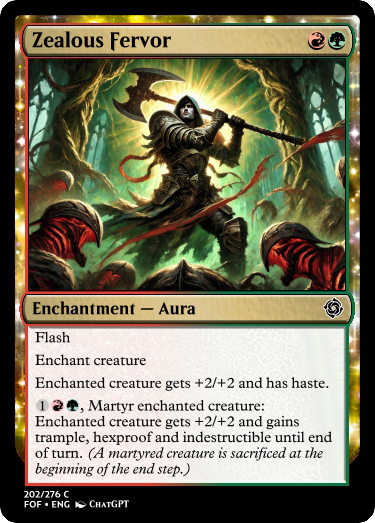 Zealous Fervor
Enchantment — Aura
Flash
Enchant creature
Enchanted creature gets +2/+2 and has haste.
1, Martyr enchanted creature:
Enchanted creature gets +2/+2 and gains
trample, hexproof and indestructible until end
of turn. (A martyred creature is sacrificed at the
beginning of the end step.)
202/276 C
FOF • ENG ChatGPT